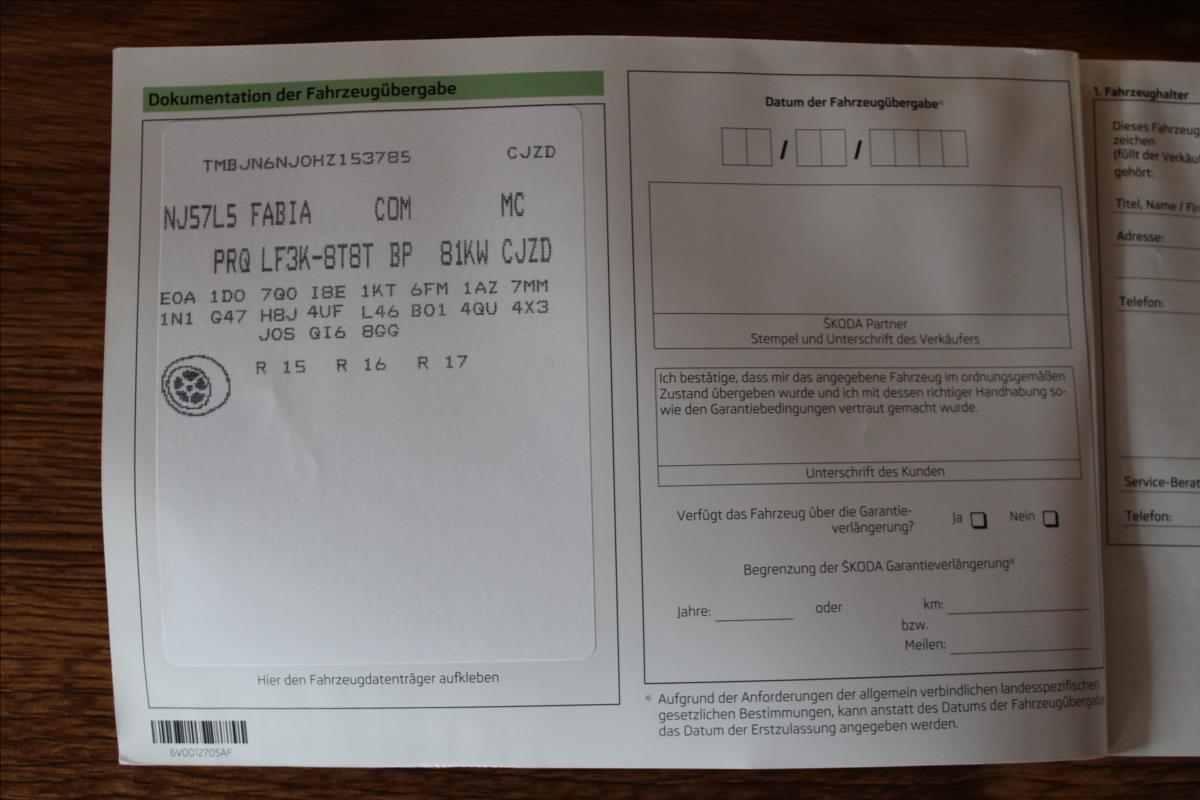 Dokumentation der Fahrzeugübergabe
TMBJN6NJ0HZ153785 CJZD
NJ57L5 FABIA COM MC
PRQ LF3K-8T8T BP 81KW CJZD
E0A 1D0 7Q0 I8E 1KT 6FM 1AZ 7MM
1N1 G47 H8J 4UF L46 B01 4QU 4X3
J0S QI6 8GG
R 15 R 16 R 17
Hier den Fahrzeugdatenträger aufkleben
6V0012705AF
Datum der Fahrzeugübergabe*)
/ /
ŠKODA Partner
Stempel und Unterschrift des Verkäufers
Ich bestätige, dass mir das angegebene Fahrzeug im ordnungsgemäßen
Zustand übergeben wurde und ich mit dessen richtiger Handhabung so-
wie den Garantiebedingungen vertraut gemacht wurde.
Unterschrift des Kunden
Verfügt das Fahrzeug über die Garantie-
verlängerung?
Ja Nein
Begrenzung der ŠKODA Garantieverlängerung*)
Jahre: oder km:
bzw.
Meilen:
*) Aufgrund der Anforderungen der allgemein verbindlichen landesspezifischen
gesetzlichen Bestimmungen, kann anstatt des Datums der Fahrzeugübergabe
das Datum der Erstzulassung angegeben werden.
1. Fahrzeughalter
Dieses Fahrzeug
zeichen
(füllt der Verkäu
gehört:
Titel, Name / Fir
Adresse:
Telefon:
Service-Berat
Telefon: